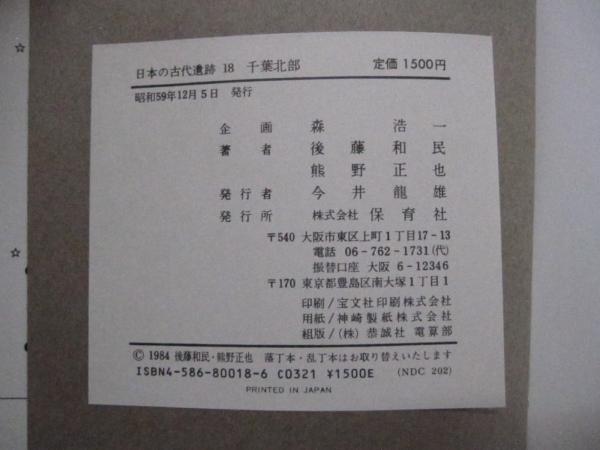 日本の古代遺跡 18 千葉北部 定価 1500円
昭和59年12月5日 発行
企画 森浩一
著者 後藤和民
熊野正也
発行者 今井龍雄
発行所 株式会社 保育社
〒540 大阪市東区上町1丁目17-13
電話 06-762-1731(代)
振替口座 大阪 6-12346
〒170 東京都豊島区南大塚1丁目1
印刷/宝文社印刷株式会社
用紙/神崎製紙株式会社
組版/(株) 恭誠社 電算部
© 1984 後藤和民・熊野正也 落丁本・乱丁本はお取り替えいたします
ISBN4-586-80018-6 C0321 ¥1500E (NDC 202)
PRINTED IN JAPAN